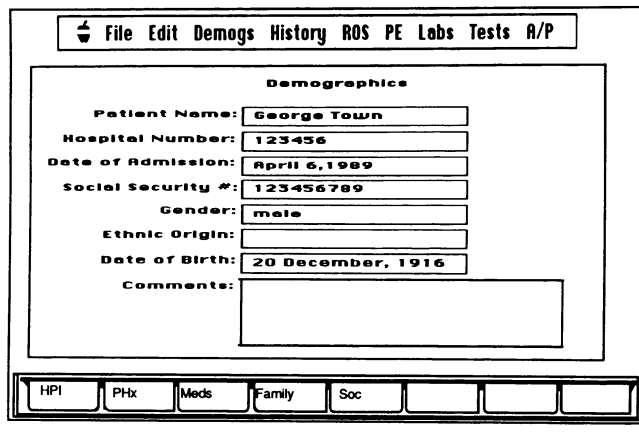 File Edit Demogs History ROS PE Labs Tests A/P
Demographics
Patient Name: George Town
Hospital Number: 123456
Date of Admission: April 6,1989
Social Security #: 123456789
Gender: male
Ethnic Origin:
Date of Birth: 20 December, 1916
Comments:
HPI PHx Meds Family Soc